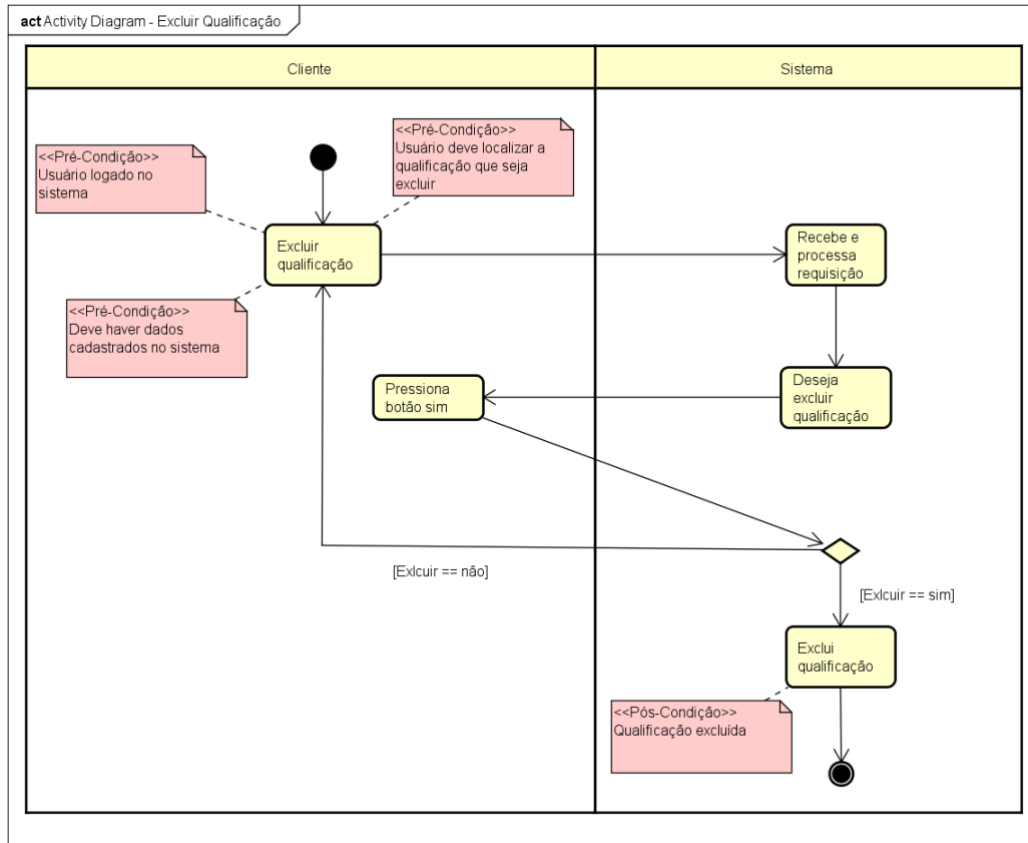 act Activity Diagram - Excluir Qualificação
Cliente
Sistema
<<Pré-Condição>>
Usuário logado no
sistema
<<Pré-Condição>>
Usuário deve localizar a
qualificação que seja
excluir
Excluir
qualificação
Recebe e
processa
requisição
<<Pré-Condição>>
Deve haver dados
cadastrados no sistema
Pressiona
botão sim
Deseja
excluir
qualificação
[Exlcuir == não]
[Exlcuir == sim]
Exclui
qualificação
<<Pós-Condição>>
Qualificação excluída